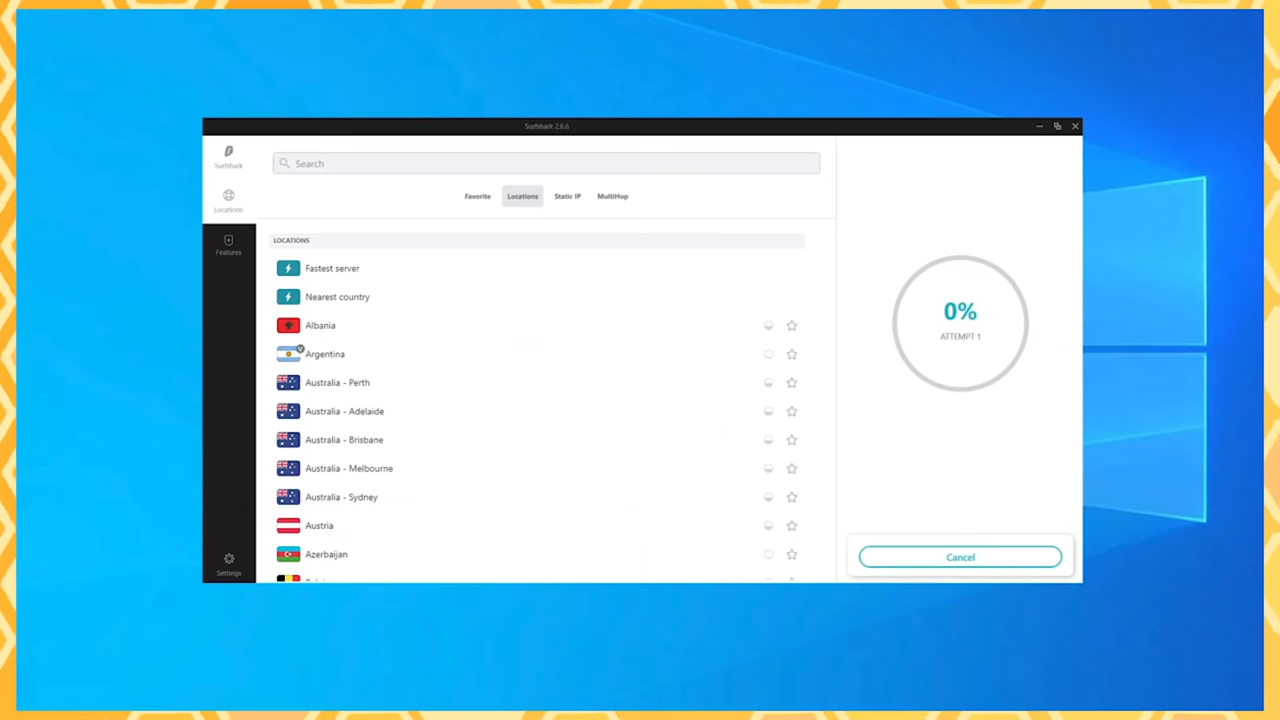 Surfshark 2.6.6
Surfshark
Locations
Features
Settings
Search
Favorite Locations Static IP MultiHop
LOCATIONS
Fastest server
Nearest country
Albania
Argentina
Australia - Perth
Australia - Adelaide
Australia - Brisbane
Australia - Melbourne
Australia - Sydney
Austria
Azerbaijan
0%
ATTEMPT 1
Cancel